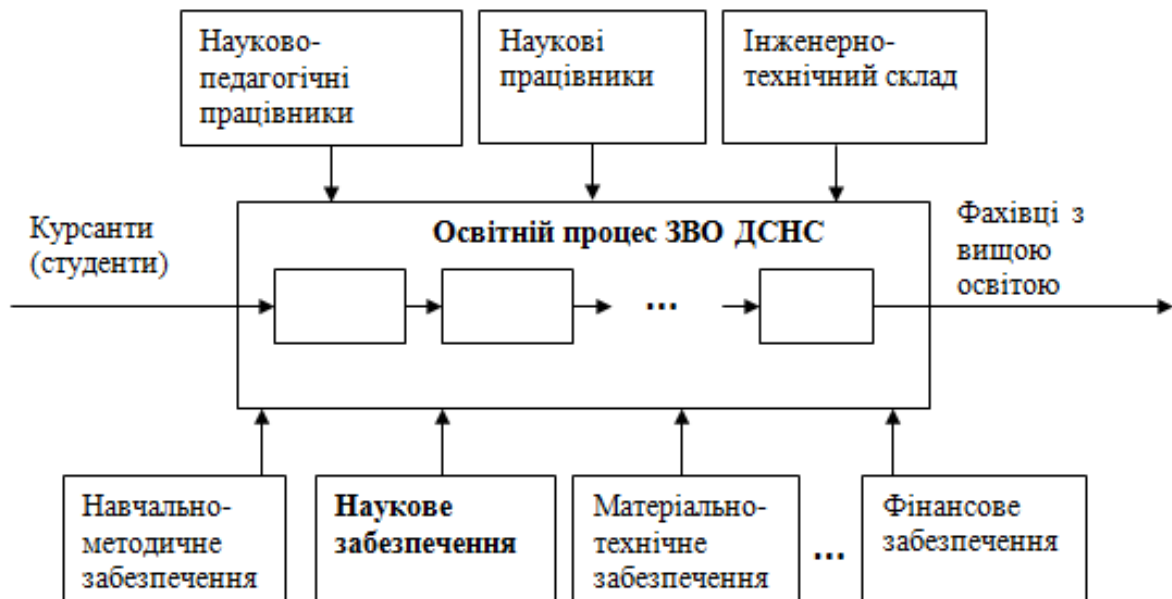 Науково-
педагогічні
працівники
Наукові
працівники
Інженерно-
технічний склад
Курсанти
(студенти)
Освітній процес ЗВО ДСНС
Фахівці з
вищою
освітою
...
Навчально-
методичне
забезпечення
Наукове
забезпечення
Матеріально-
технічне
забезпечення
...
Фінансове
забезпечення